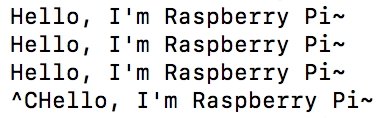 Hello, I'm Raspberry Pi~
Hello, I'm Raspberry Pi~
Hello, I'm Raspberry Pi~
^CHello, I'm Raspberry Pi~